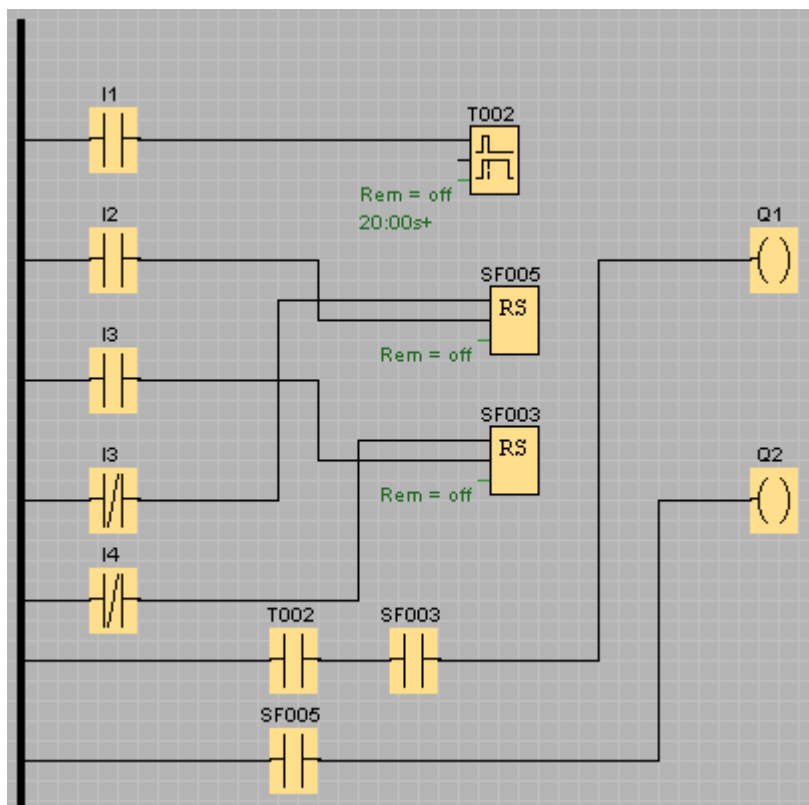 I1
T002
Rem = off
20:00s+
I2
Q1
SF005
RS
Rem = off
I3
SF003
RS
I3
Q2
Rem = off
I4
T002
SF003
SF005